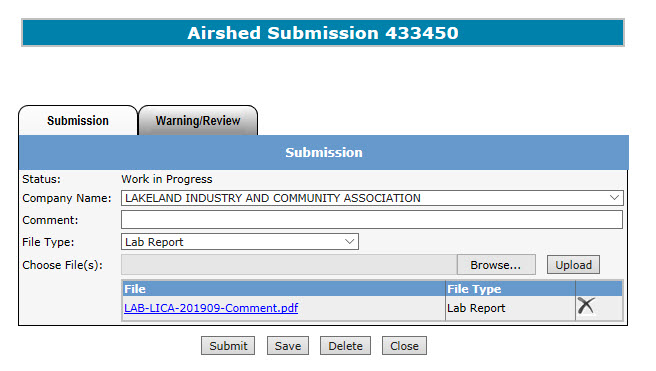 Airshed Submission 433450
Submission Warning/Review
Submission
Status: Work in Progress
Company Name: LAKELAND INDUSTRY AND COMMUNITY ASSOCIATION
Comment:
File Type: Lab Report
Choose File(s): Browse... Upload
File File Type
LAB-LICA-201909-Comment.pdf Lab Report
Submit Save Delete Close